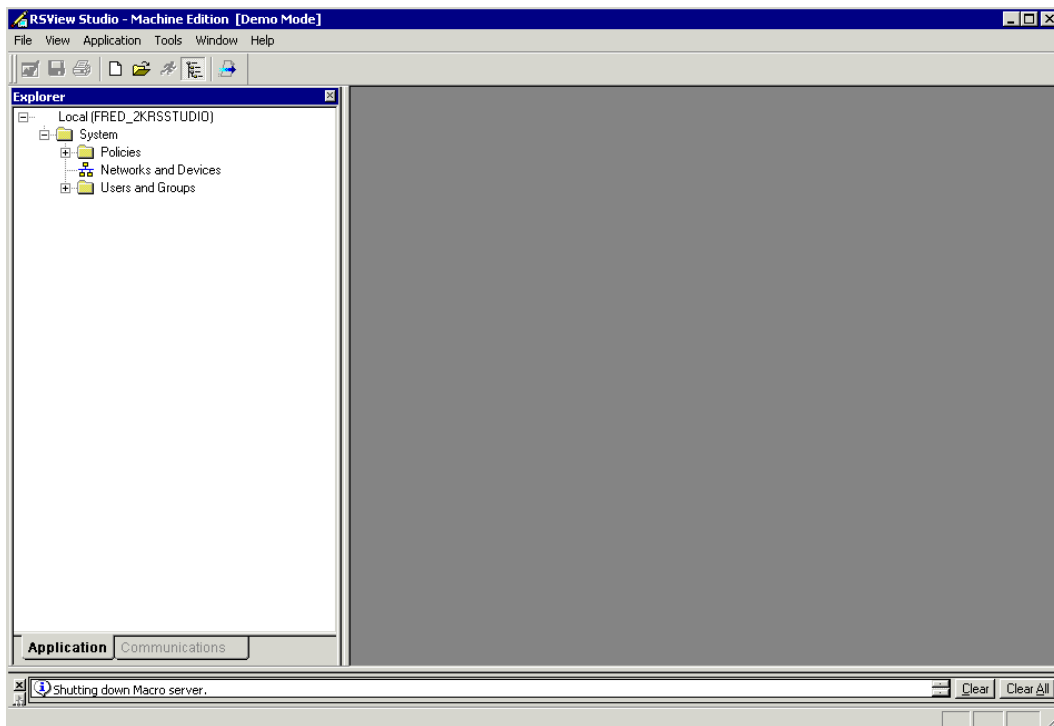 RSView Studio - Machine Edition [Demo Mode]
File View Application Tools Window Help
Explorer
Local (FRED_2KRSSTUDIO)
System
Policies
Networks and Devices
Users and Groups
Application Communications
Shutting down Macro server.
Clear Clear All